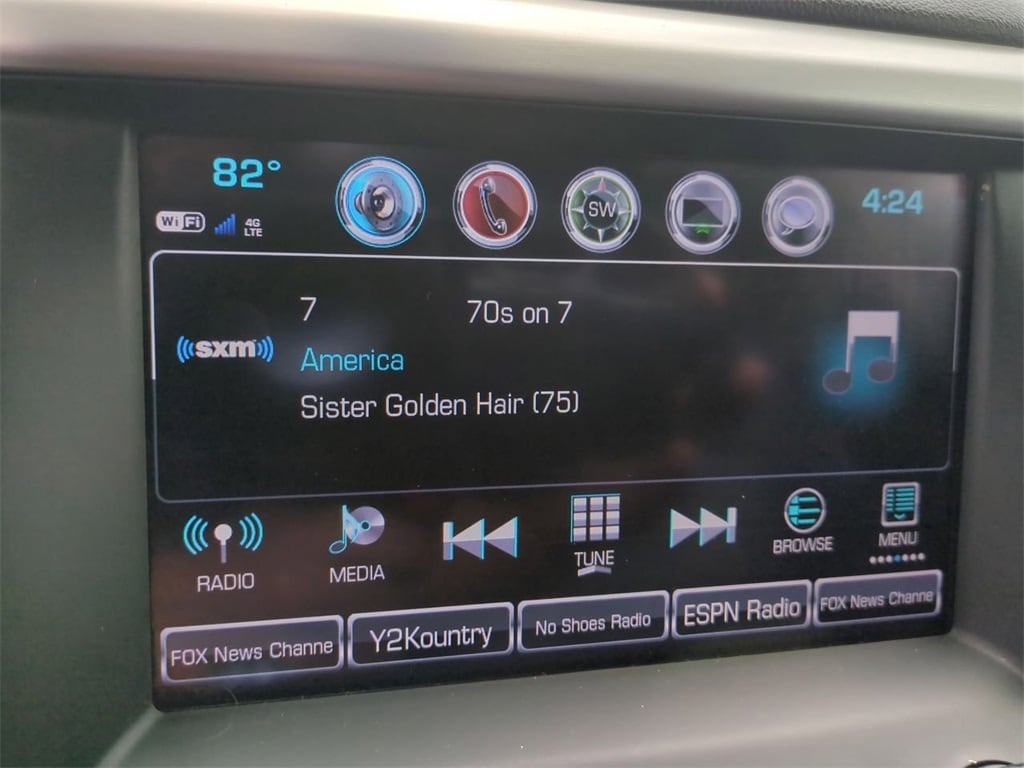 82°
4:24
WiFi
4G
LTE
SW
7 70s on 7
sxm
America
Sister Golden Hair (75)
RADIO
MEDIA
TUNE
BROWSE
MENU
FOX News Channe
Y2Kountry
No Shoes Radio
ESPN Radio
FOX News Channe